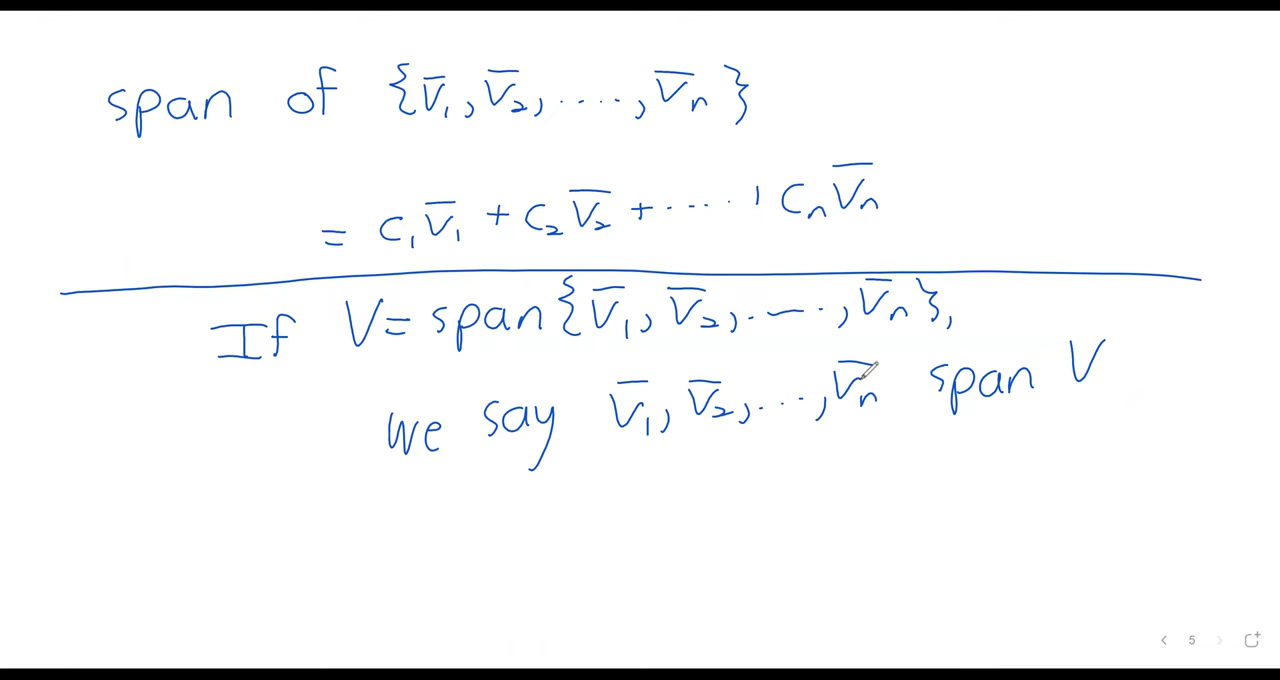 span of {v̄₁, v̄₂, ...., v̄ₙ}
= c₁v̄₁ + c₂v̄₂ + ...., cₙv̄ₙ
If V = span{v̄₁, v̄₂, ...., v̄ₙ},
we say v̄₁, v̄₂, ..., v̄ₙ span V
5